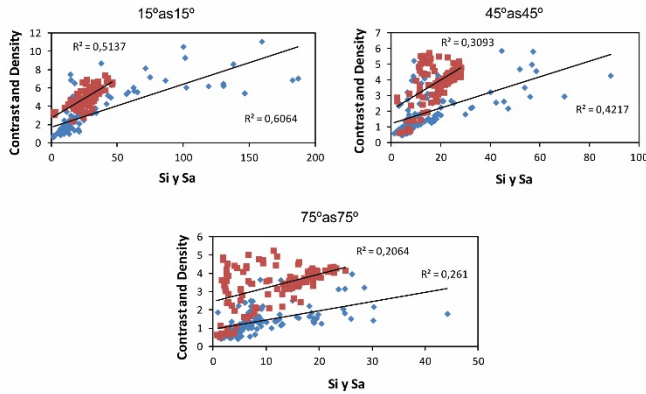 15ºas15º
Contrast and Density
12
10
8
6
4
2
0
R² = 0,5137
R² = 0,6064
0
50
100
150
200
Si y Sa
45ºas45º
Contrast and Density
7
6
5
4
3
2
1
0
R² = 0,3093
R² = 0,4217
0
20
40
60
80
100
Si y Sa
75ºas75º
Contrast and Density
6
5
4
3
2
1
0
R² = 0,2064
R² = 0,261
0
10
20
30
40
50
Si y Sa